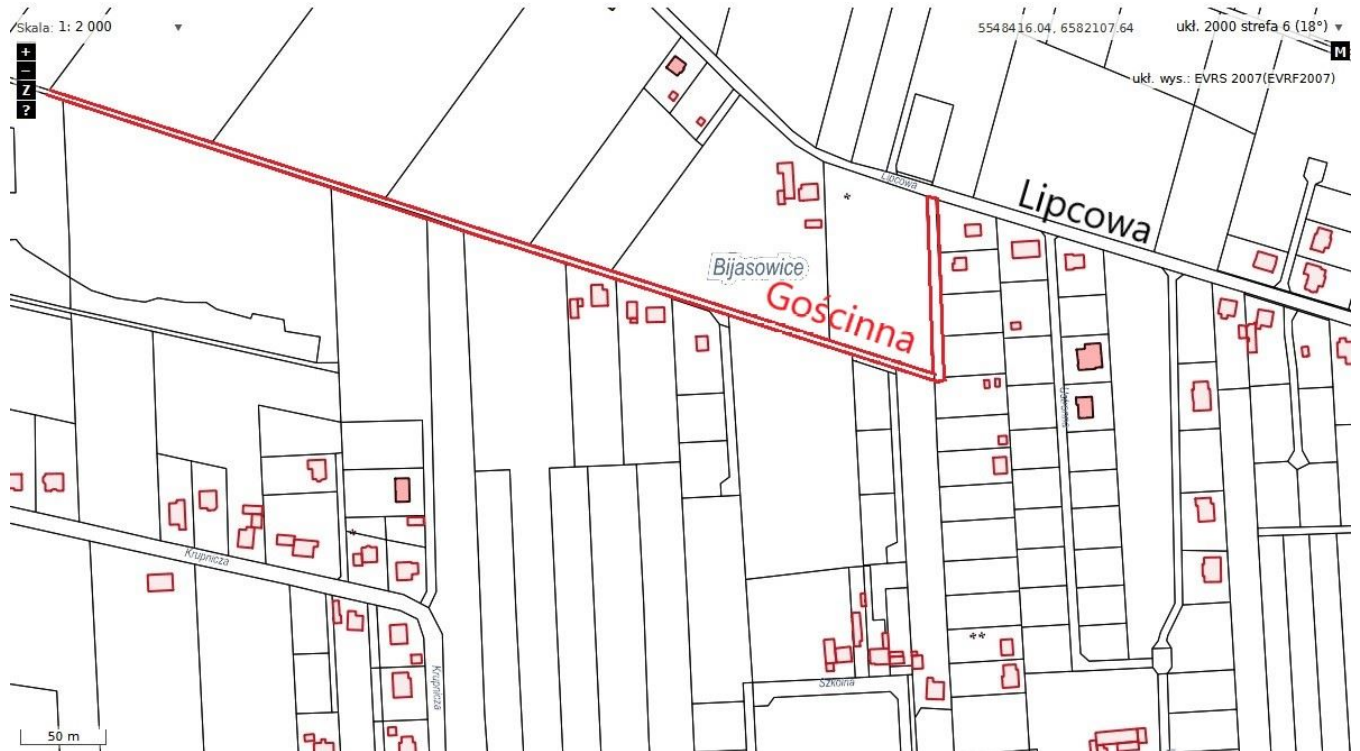 Skala: 1: 2 000
5548416.04, 6582107.64
ukł. 2000 strefa 6 (18°)
M
ukł. wys.: EVRS 2007(EVRF2007)
+
–
Z
?
Lipcowa
Lipcowa
Bijasowice
Gościnna
*
*
Krupnicza
Krupnicza
**
Szkolna
50 m